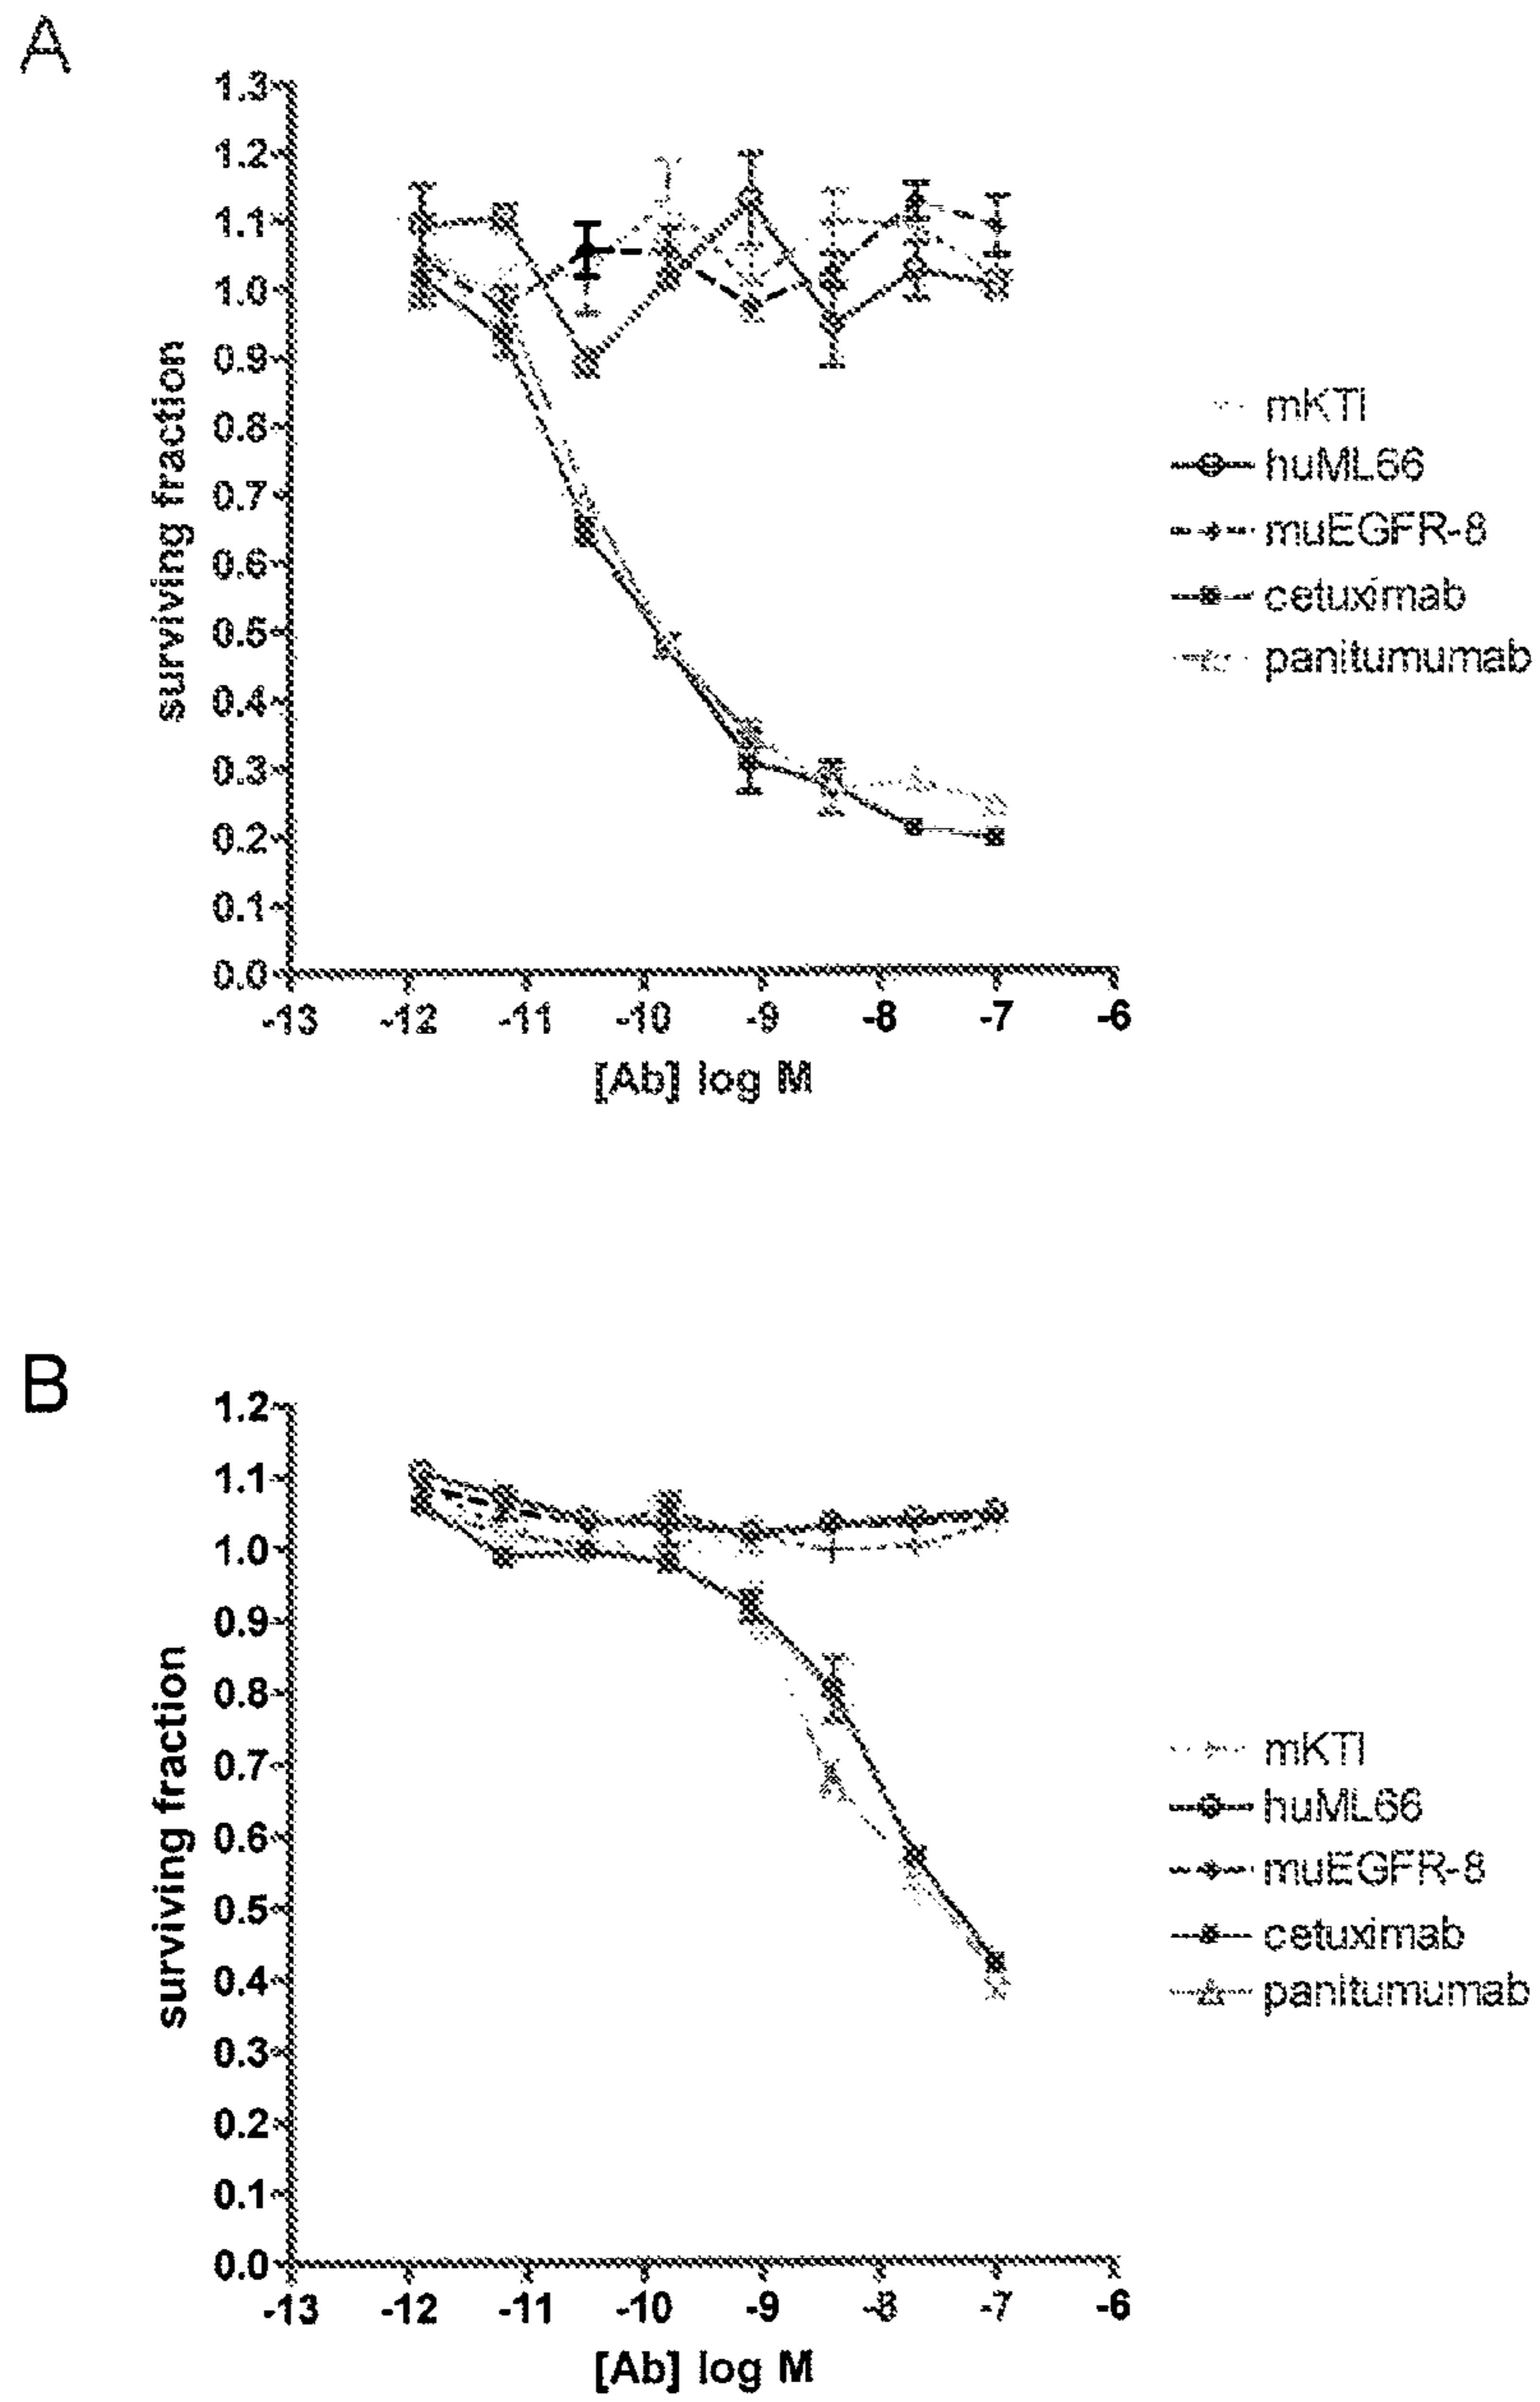 A
1.3
1.2
1.1
1.0
0.9
0.8
0.7
0.6
0.5
0.4
0.3
0.2
0.1
0.0
surviving fraction
-13 -12 -11 -10 -9 -8 -7 -6
[Ab] log M
mKTI
huML66
muEGFR-8
cetuximab
panitumumab
B
1.2
1.1
1.0
0.9
0.8
0.7
0.6
0.5
0.4
0.3
0.2
0.1
0.0
surviving fraction
-13 -12 -11 -10 -9 -8 -7 -6
[Ab] log M
mKTI
huML66
muEGFR-8
cetuximab
panitumumab